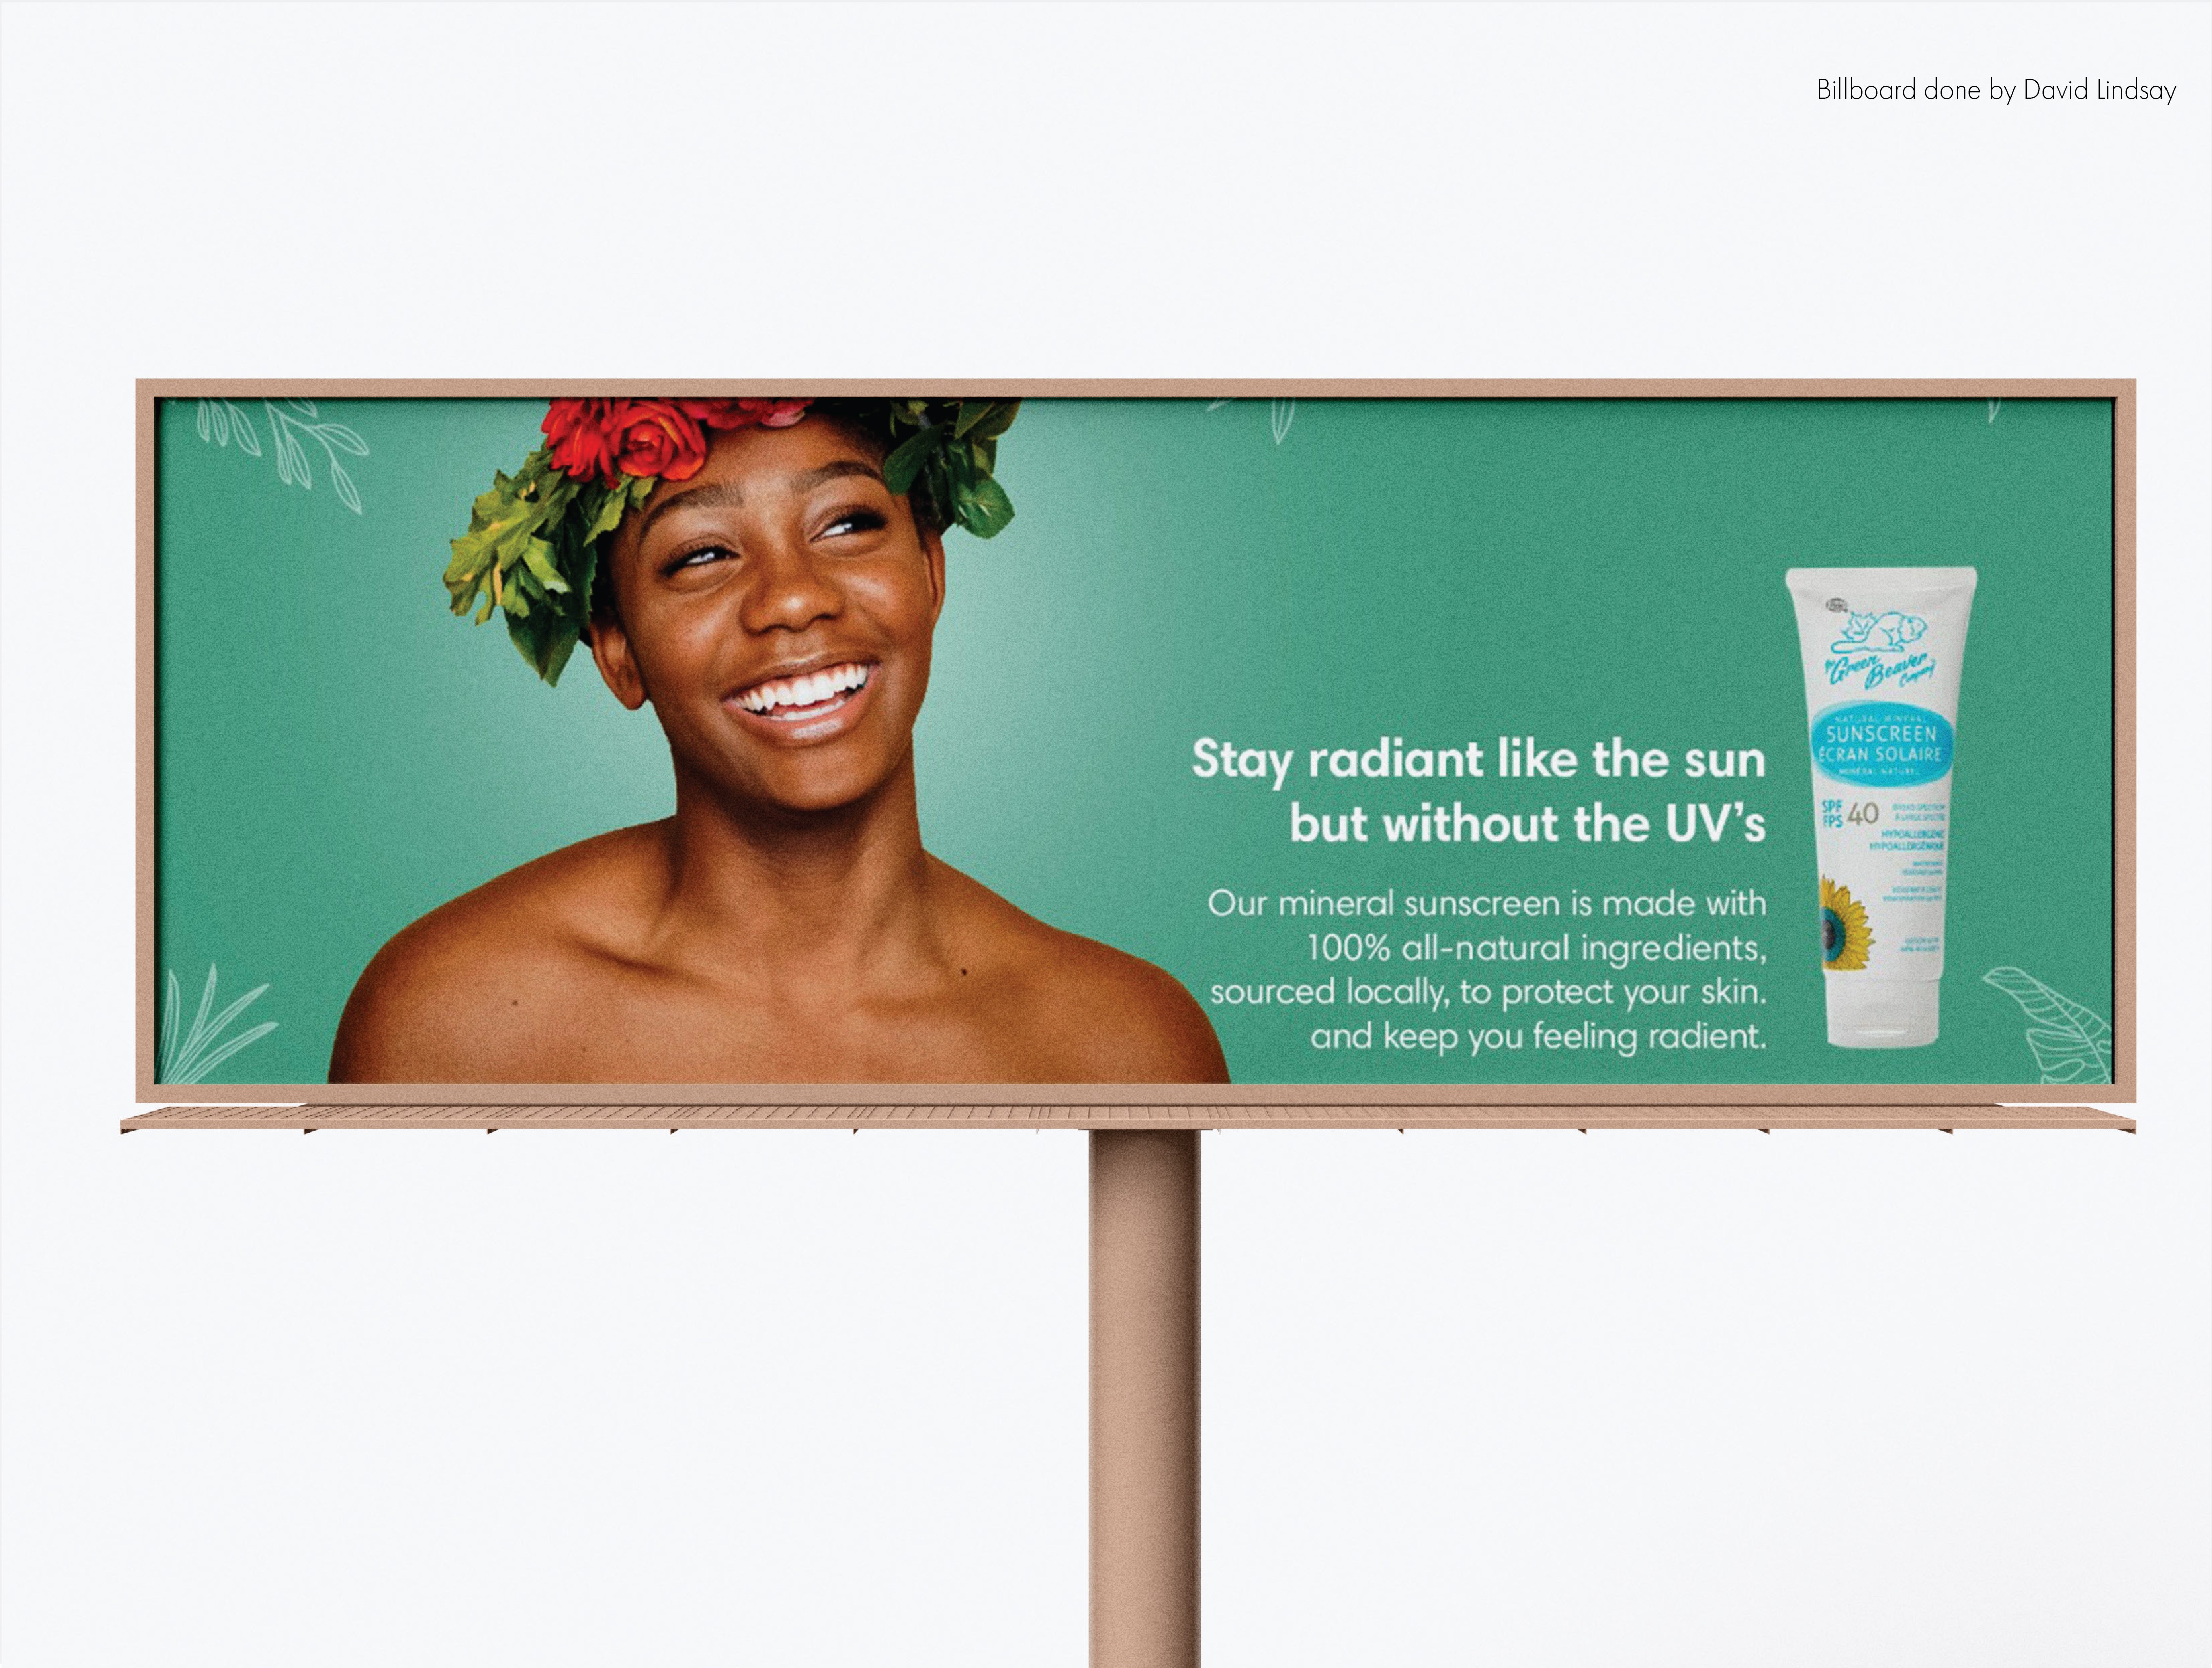 Billboard done by David Lindsay
Stay radiant like the sun
but without the UV’s
Our mineral sunscreen is made with
100% all-natural ingredients,
sourced locally, to protect your skin.
and keep you feeling radient.
the Green
Beaver
Company
NATURAL MINERAL
SUNSCREEN
ÉCRAN SOLAIRE
MINÉRAL NATUREL
SPF
FPS
40
BROAD SPECTRUM
À LARGE SPECTRE
HYPOALLERGENIC
HYPOALLERGÉNIQUE